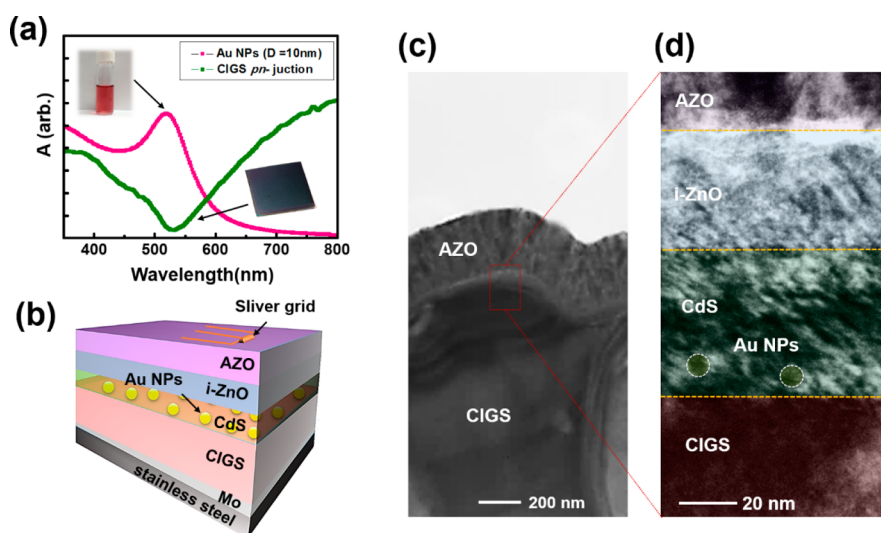 (a)
Au NPs (D =10nm)
CIGS pn- juction
A (arb.)
400 500 600 700 800
Wavelength(nm)
(b)
Sliver grid
AZO
Au NPs
i-ZnO
CdS
CIGS
Mo
stainless steel
(c)
AZO
CIGS
200 nm
(d)
AZO
i-ZnO
CdS
Au NPs
CIGS
20 nm